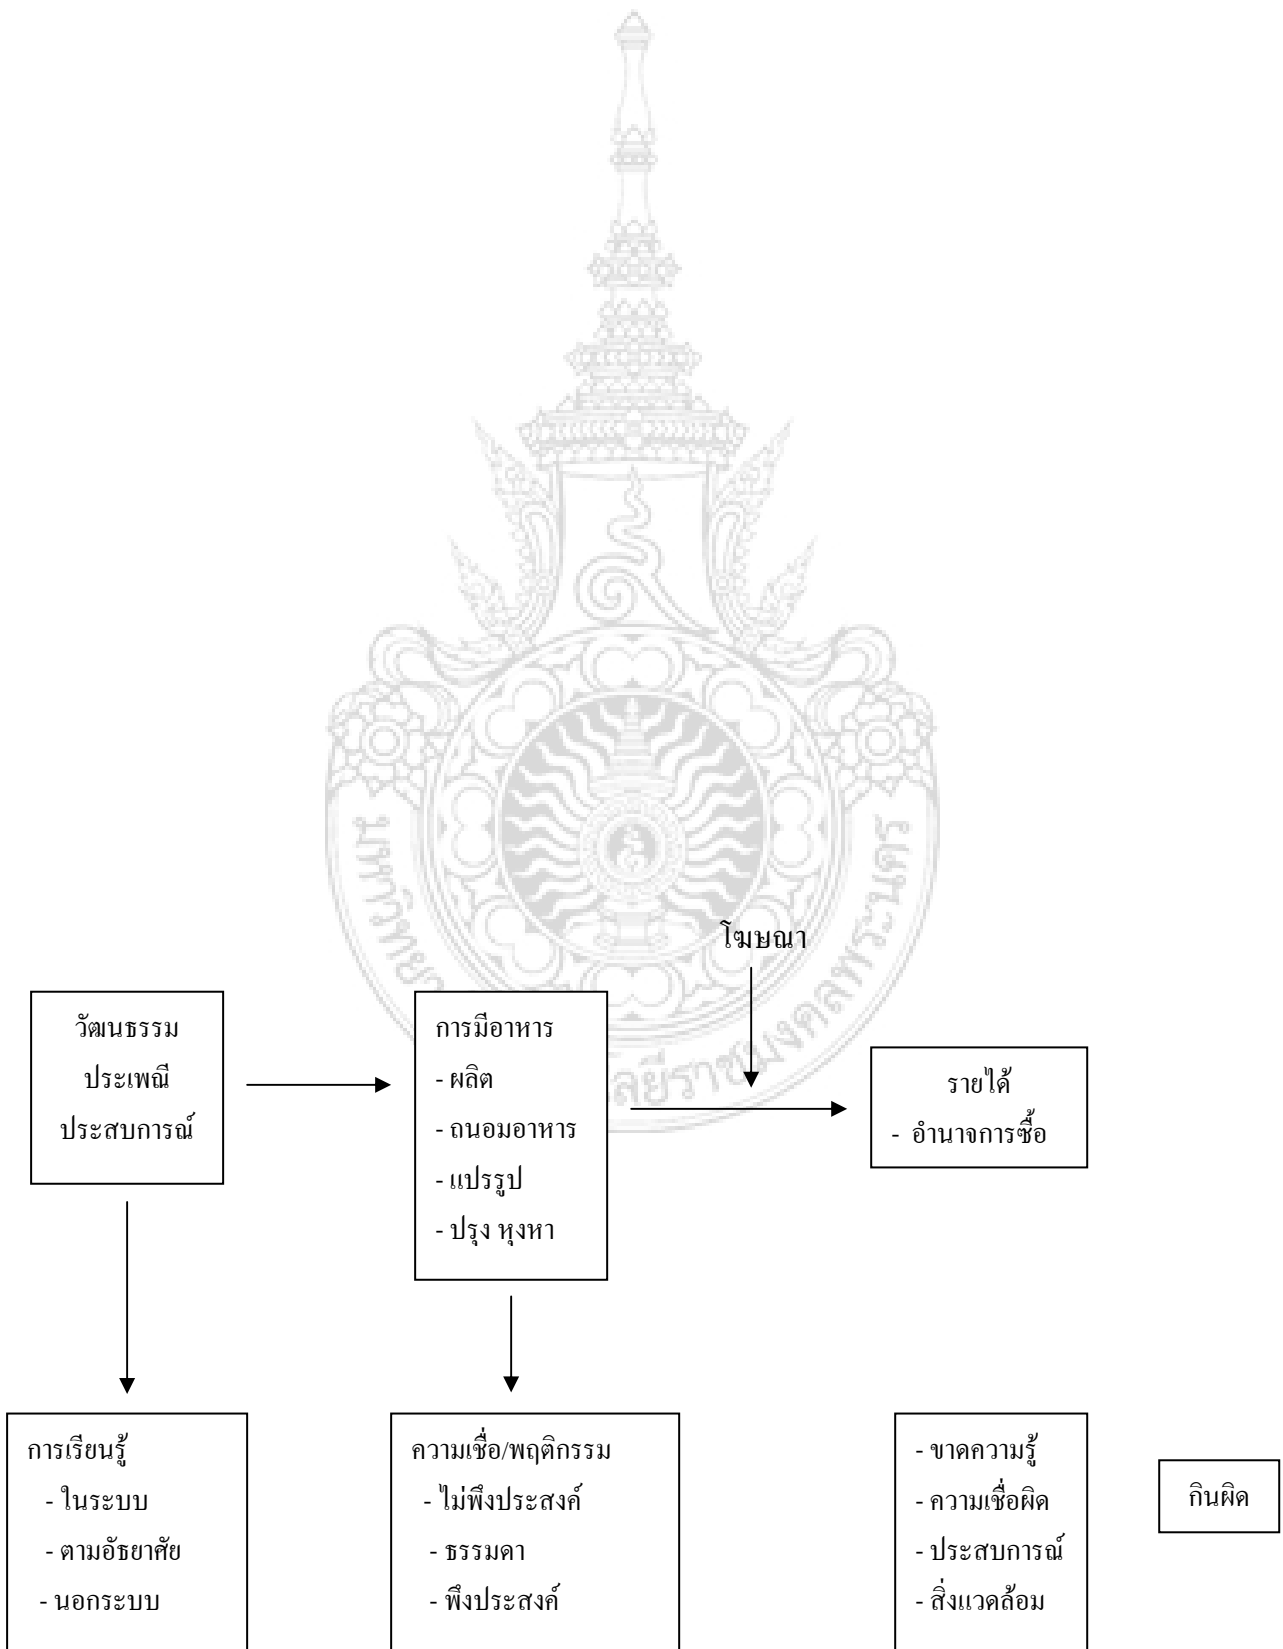 โฆษณา
วัฒนธรรม
ประเพณี
ประสบการณ์
การมีอาหาร
- ผลิต
- ถนอมอาหาร
- แปรรูป
- ปรุง หุงหา
รายได้
- อำนาจการซื้อ
การเรียนรู้
- ในระบบ
- ตามอัธยาศัย
- นอกระบบ
ความเชื่อ/พฤติกรรม
- ไม่พึงประสงค์
- ธรรมดา
- พึงประสงค์
- ขาดความรู้
- ความเชื่อผิด
- ประสบการณ์
- สิ่งแวดล้อม
กินผิด